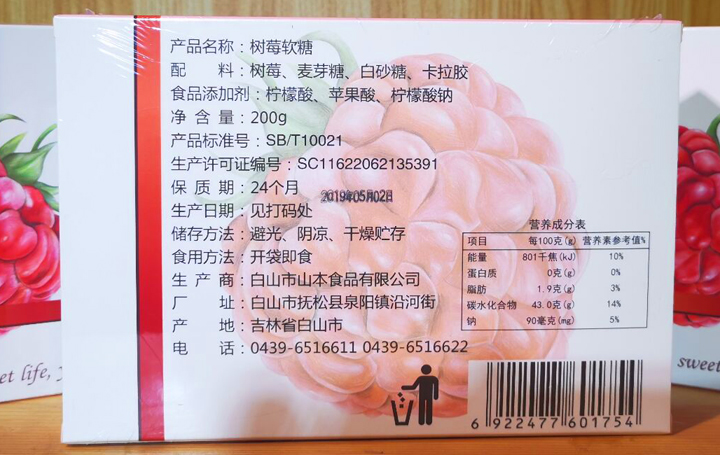 产品名称：树莓软糖
配　　料：树莓、麦芽糖、白砂糖、卡拉胶
食品添加剂：柠檬酸、苹果酸、柠檬酸钠
净 含 量：200g
产品标准号：SB/T10021
生产许可证编号：SC11622062135391
保 质 期：24个月
2019年05月02日
生产日期：见打码处
储存方法：避光、阴凉、干燥贮存
食用方法：开袋即食
生 产 商：白山市山本食品有限公司
厂　　址：白山市抚松县泉阳镇沿河街
产　　地：吉林省白山市
电　　话：0439-6516611 0439-6516622
营养成分表
项目 每100克(g) 营养素参考值%
能量 801千焦(kJ) 10%
蛋白质 0克(g) 0%
脂肪 1.9克(g) 3%
碳水化合物 43.0克(g) 14%
钠 90毫克(mg) 5%
6 922477 601754
et life,
sweet